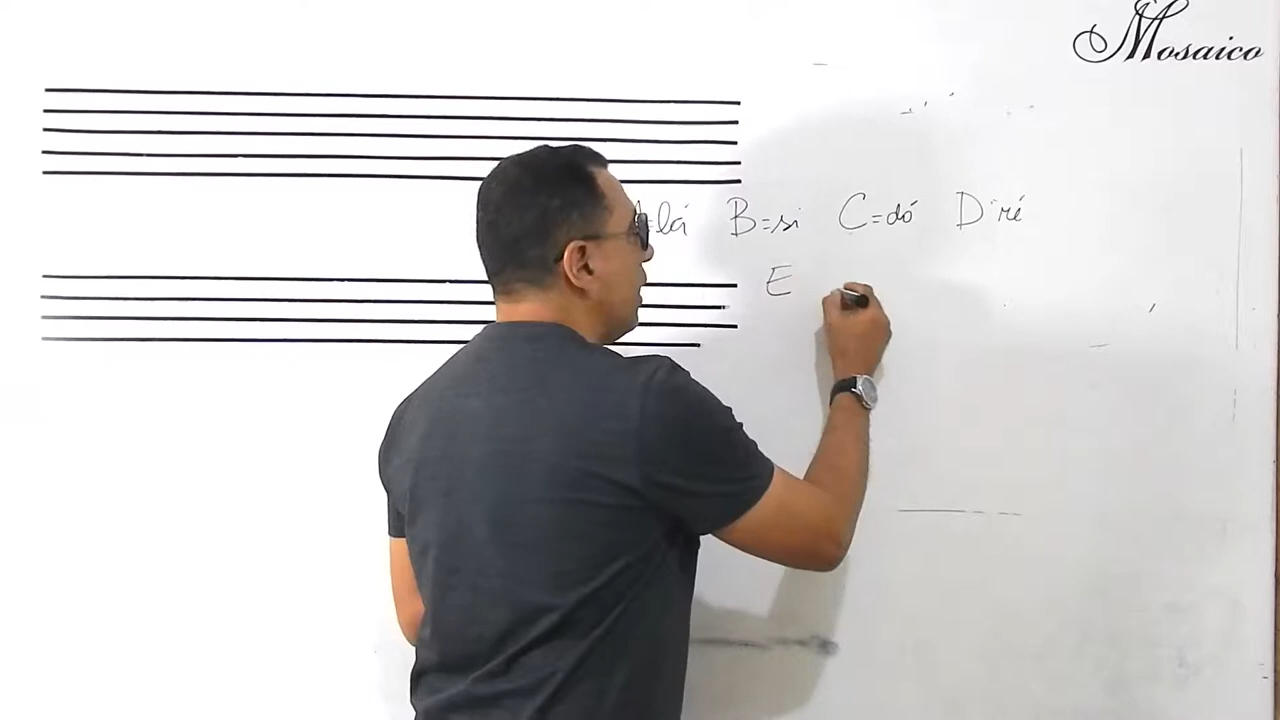 Mosaico
=lá B=si C=dó D ré
E